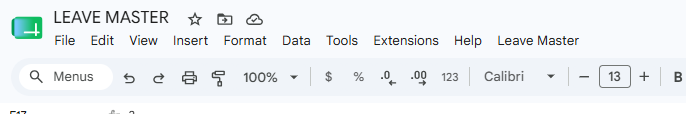 LEAVE MASTER
File Edit View Insert Format Data Tools Extensions Help Leave Master
Menus 100% $ % .0 .00 123 Calibri 13 B